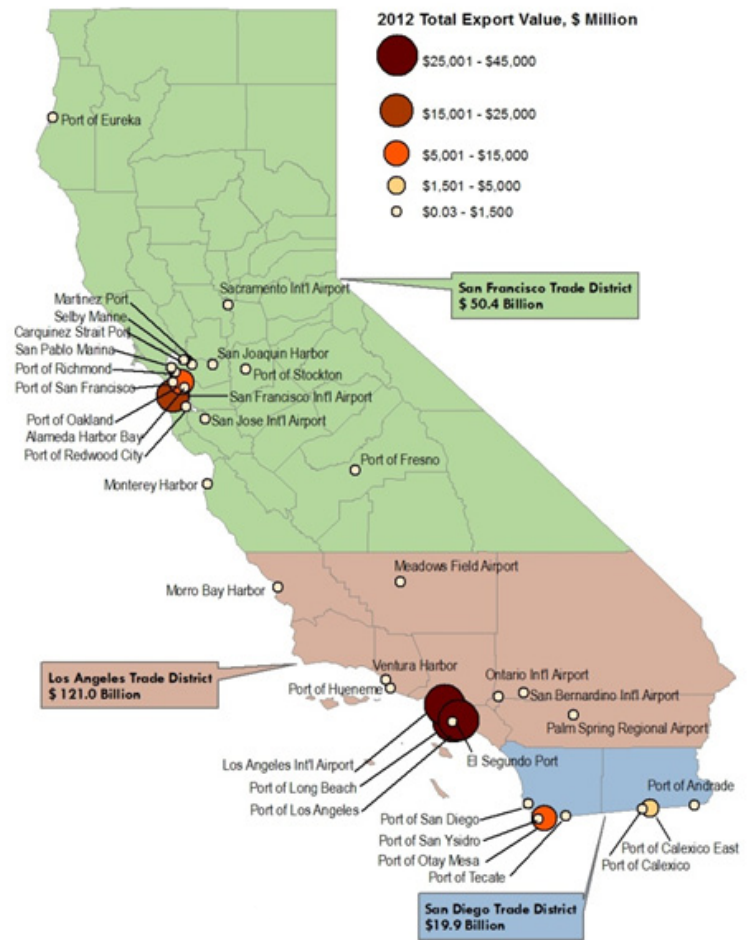 2012 Total Export Value, $ Million
$25,001 - $45,000
$15,001 - $25,000
$5,001 - $15,000
$1,501 - $5,000
$0.03 - $1,500
Port of Eureka
San Francisco Trade District
$ 50.4 Billion
Sacramento Int'l Airport
Martinez Port
Selby Marine
Carquinez Strait Port
San Pablo Marina
Port of Richmond
Port of San Francisco
San Joaquin Harbor
Port of Stockton
San Francisco Int'l Airport
Port of Oakland
Alameda Harbor Bay
Port of Redwood City
San Jose Int'l Airport
Port of Fresno
Monterey Harbor
Meadows Field Airport
Morro Bay Harbor
Los Angeles Trade District
$ 121.0 Billion
Ventura Harbor
Port of Hueneme
Ontario Int'l Airport
San Bernardino Int'l Airport
Palm Spring Regional Airport
Los Angeles Int'l Airport
El Segundo Port
Port of Long Beach
Port of Los Angeles
Port of Andrade
Port of San Diego
Port of San Ysidro
Port of Otay Mesa
Port of Tecate
Port of Calexico East
Port of Calexico
San Diego Trade District
$19.9 Billion